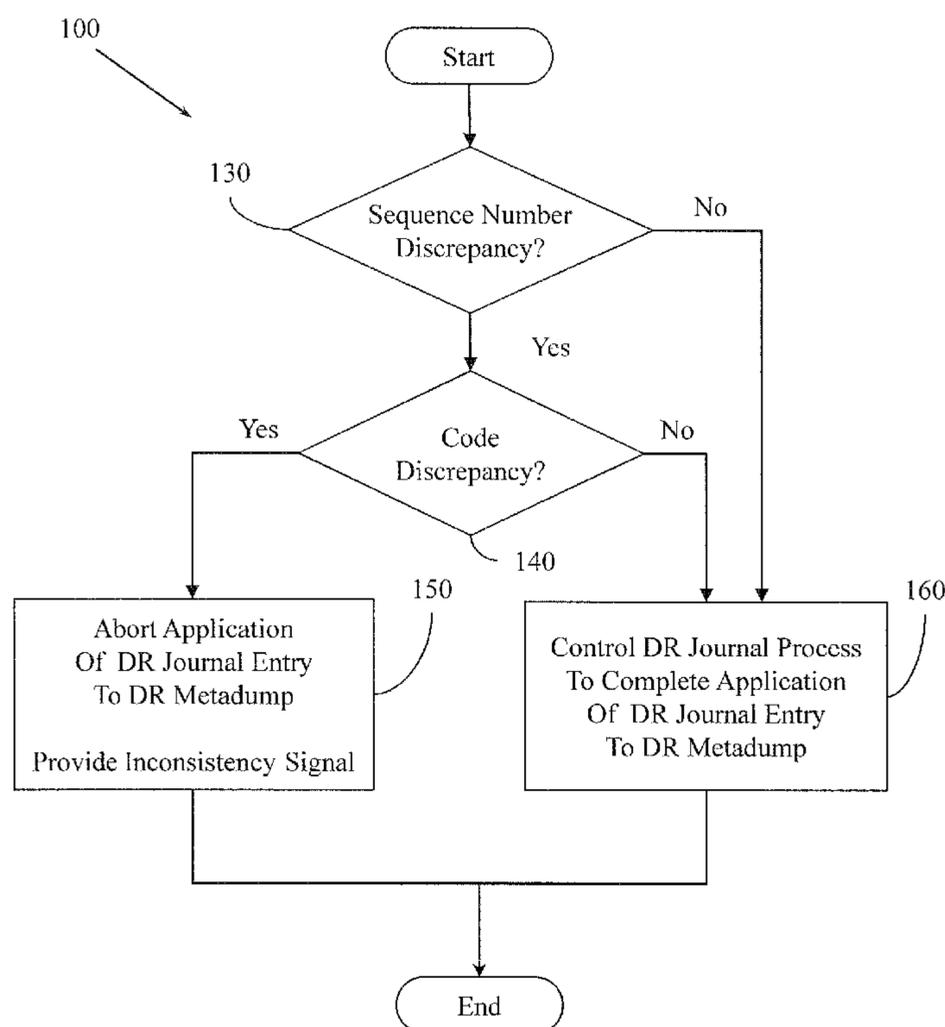 100
Start
130
Sequence Number
Discrepancy?
No
Yes
Yes
Code
Discrepancy?
No
140
150
160
Abort Application
Of DR Journal Entry
To DR Metadump
Provide Inconsistency Signal
Control DR Journal Process
To Complete Application
Of DR Journal Entry
To DR Metadump
End